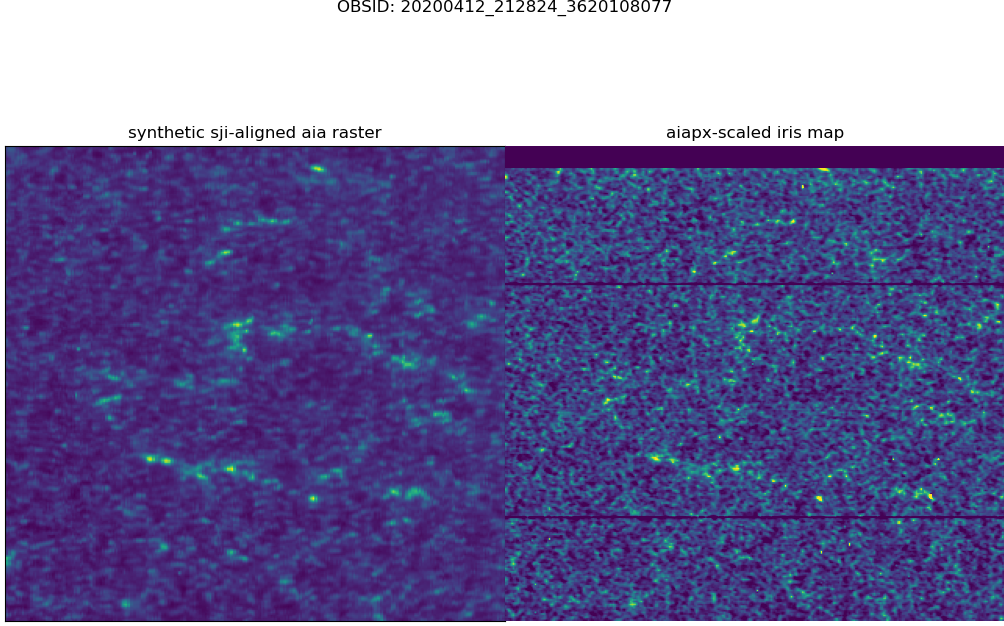 OBSID: 20200412_212824_3620108077
synthetic sji-aligned aia raster
aiapx-scaled iris map